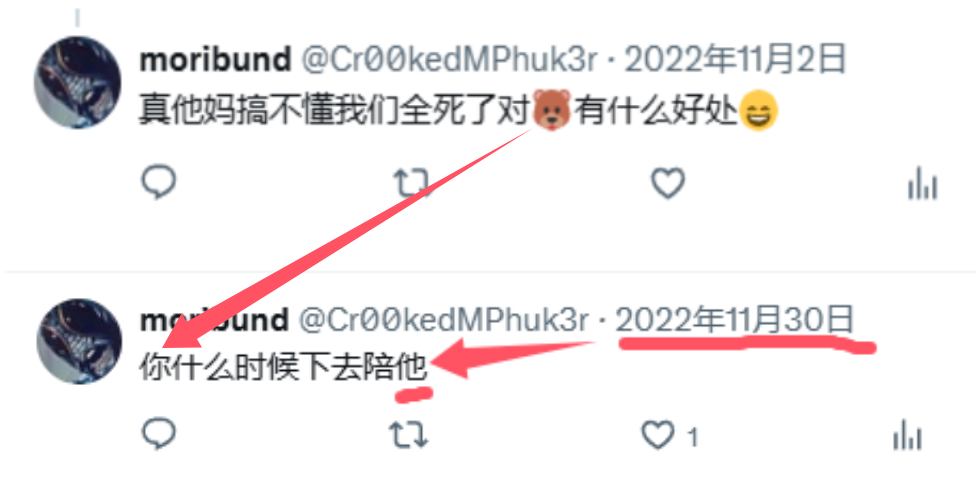 moribund @Cr00kedMPhuk3r · 2022年11月2日
真他妈搞不懂我们全死了对🐻有什么好处😄
moribund @Cr00kedMPhuk3r · 2022年11月30日
你什么时候下去陪他
1